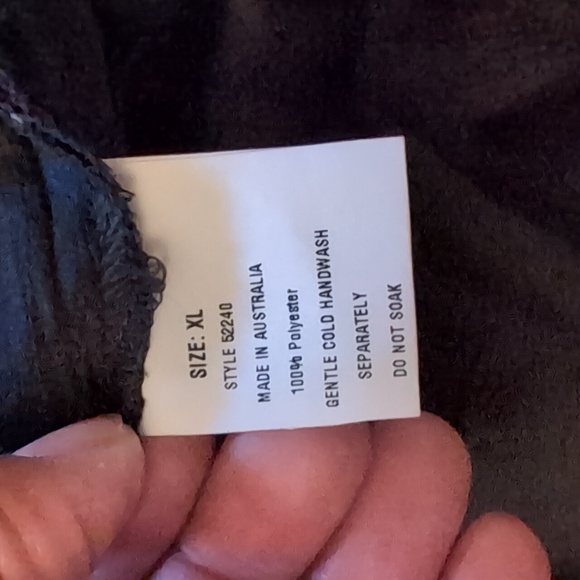 SIZE: XL
STYLE 52240
MADE IN AUSTRALIA
100% Polyester
GENTLE COLD HANDWASH
SEPARATELY
DO NOT SOAK